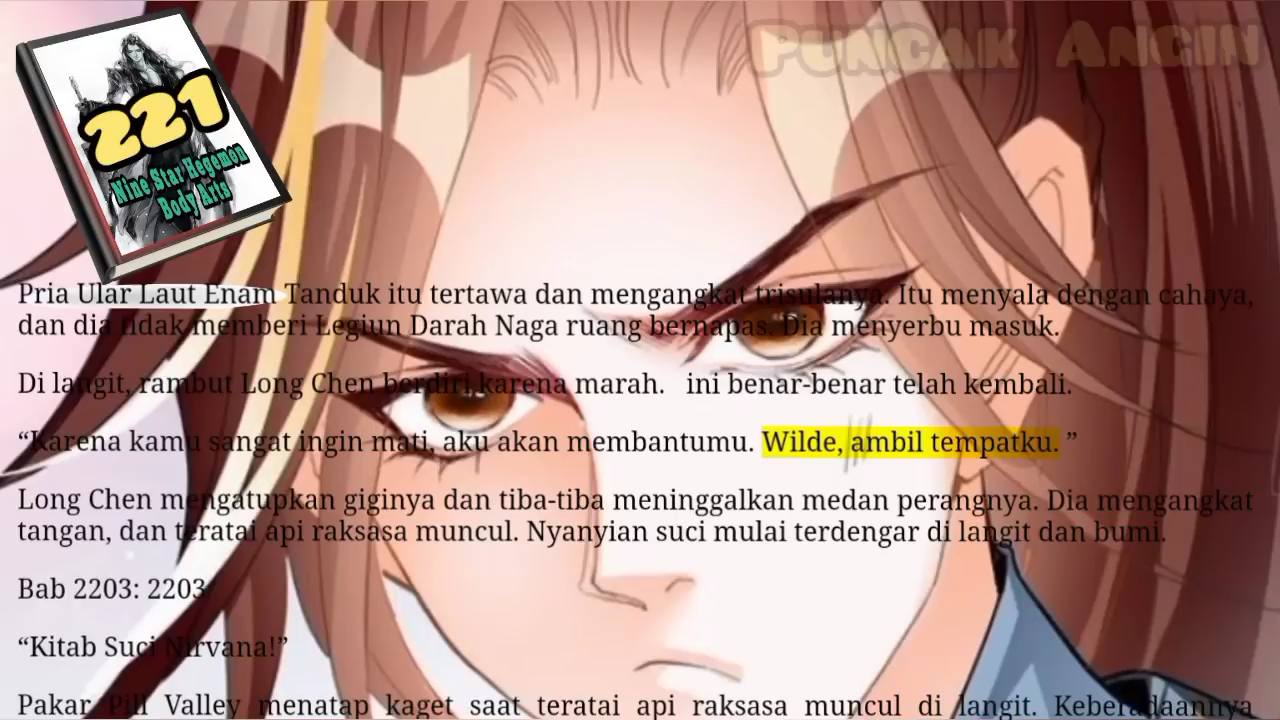 Puncak Angin
221
Nine Star Hegemon
Body Arts
Pria Ular Laut Enam Tanduk itu tertawa dan mengangkat trisulanya. Itu menyala dengan cahaya,
dan dia tidak memberi Legiun Darah Naga ruang bernapas. Dia menyerbu masuk.
Di langit, rambut Long Chen berdiri karena marah. ini benar-benar telah kembali.
“Karena kamu sangat ingin mati, aku akan membantumu. Wilde, ambil tempatku. ”
Long Chen mengatupkan giginya dan tiba-tiba meninggalkan medan perangnya. Dia mengangkat
tangan, dan teratai api raksasa muncul. Nyanyian suci mulai terdengar di langit dan bumi.
Bab 2203: 2203
“Kitab Suci Nirvana!”
Pakar Pill Valley menatap kaget saat teratai api raksasa muncul di langit. Keberadaannya